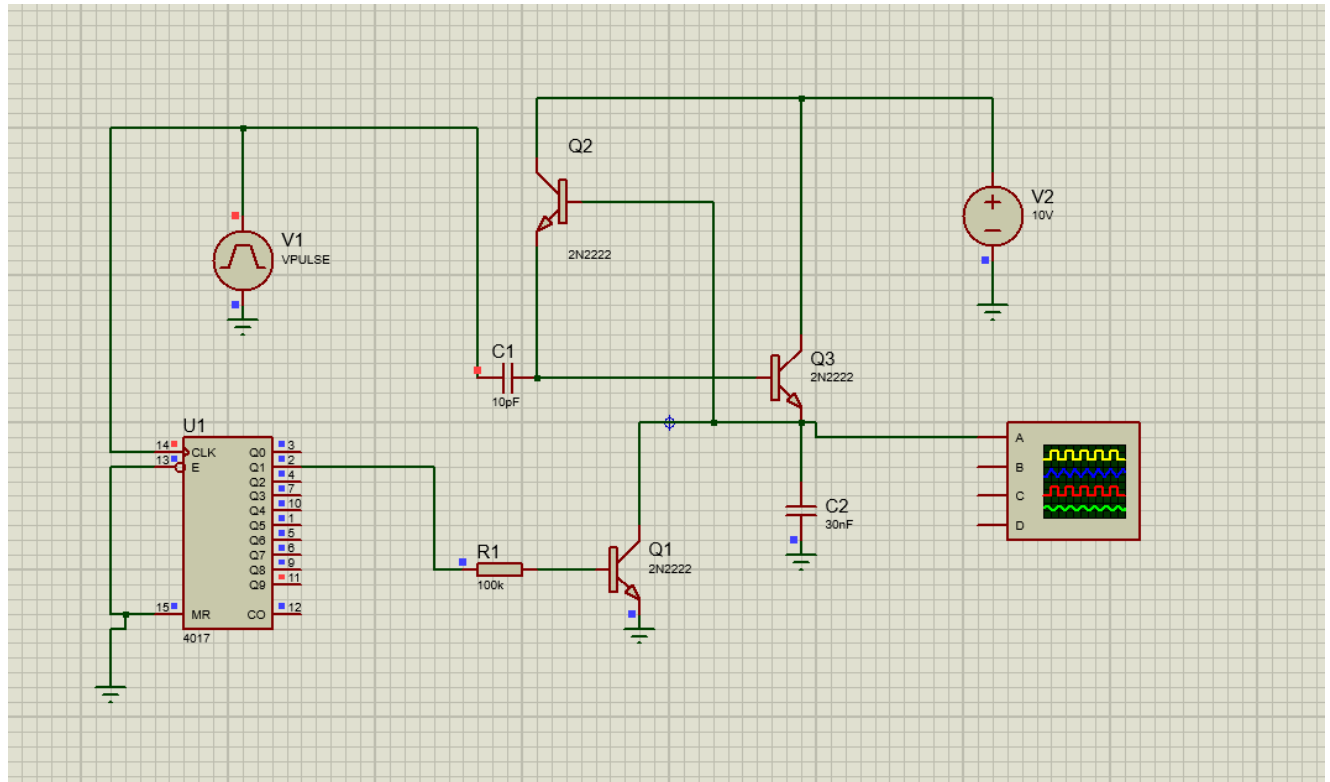 Q2
2N2222
V2
10V
V1
VPULSE
C1
10pF
Q3
2N2222
U1
14 CLK Q0 3
13 E Q1 2
Q2 4
Q3 7
Q4 10
Q5 1
Q6 5
Q7 6
Q8 9
Q9 11
15 MR CO 12
4017
R1
100k
Q1
2N2222
C2
30nF
A
B
C
D